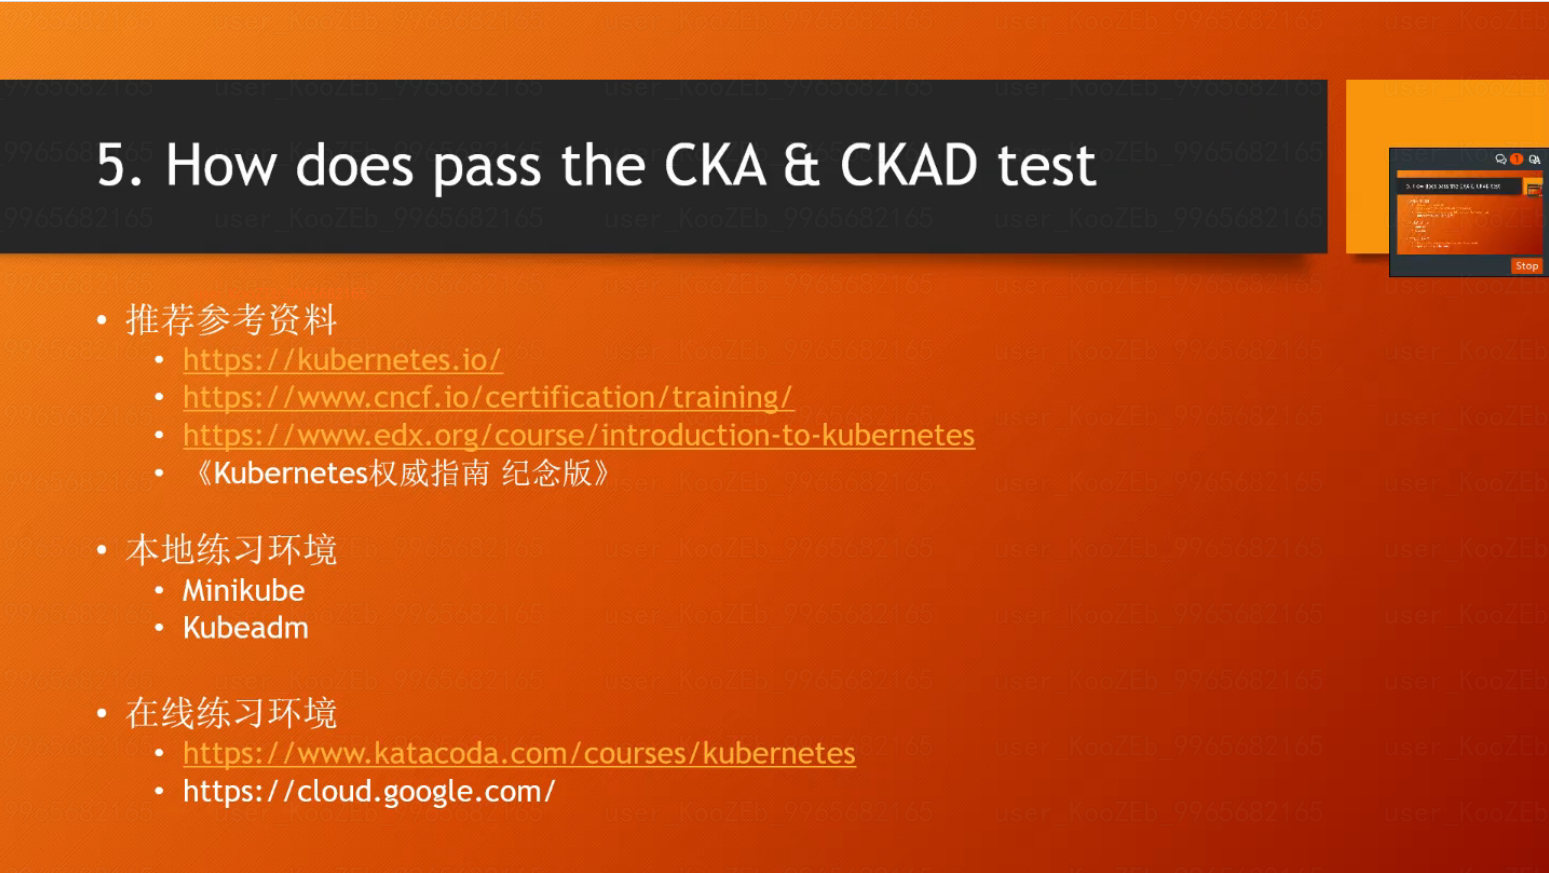 5. How does pass the CKA & CKAD test
1
Stop
推荐参考资料
https://kubernetes.io/
https://www.cncf.io/certification/training/
https://www.edx.org/course/introduction-to-kubernetes
《Kubernetes权威指南 纪念版》
本地练习环境
Minikube
Kubeadm
在线练习环境
https://www.katacoda.com/courses/kubernetes
https://cloud.google.com/
user_KooZEb_9965682165